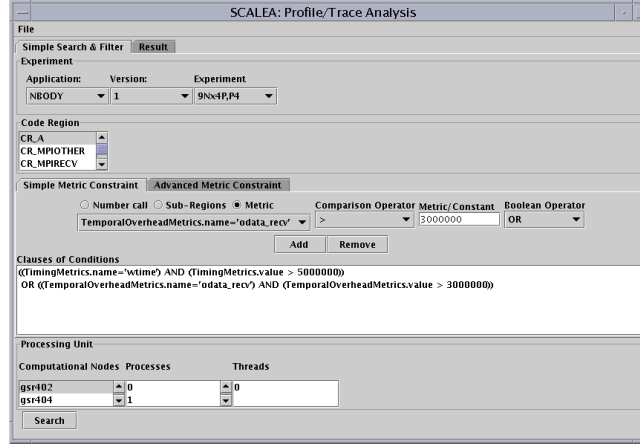 SCALEA: Profile/Trace Analysis
File
Simple Search & Filter Result
Experiment
Application: Version: Experiment
NBODY 1 9Nx4P,P4
Code Region
CR_A
CR_MPIOTHER
CR_MPIRECV
Simple Metric Constraint Advanced Metric Constraint
Number call Sub-Regions Metric Comparison Operator Metric/Constant Boolean Operator
TemporalOverheadMetrics.name='odata_recv' > 3000000 OR
Add Remove
Clauses of Conditions
((TimingMetrics.name='wtime') AND (TimingMetrics.value > 5000000))
OR ((TemporalOverheadMetrics.name='odata_recv') AND (TemporalOverheadMetrics.value > 3000000))
Processing Unit
Computational Nodes Processes Threads
gsr402 0 0
gsr404 1
Search